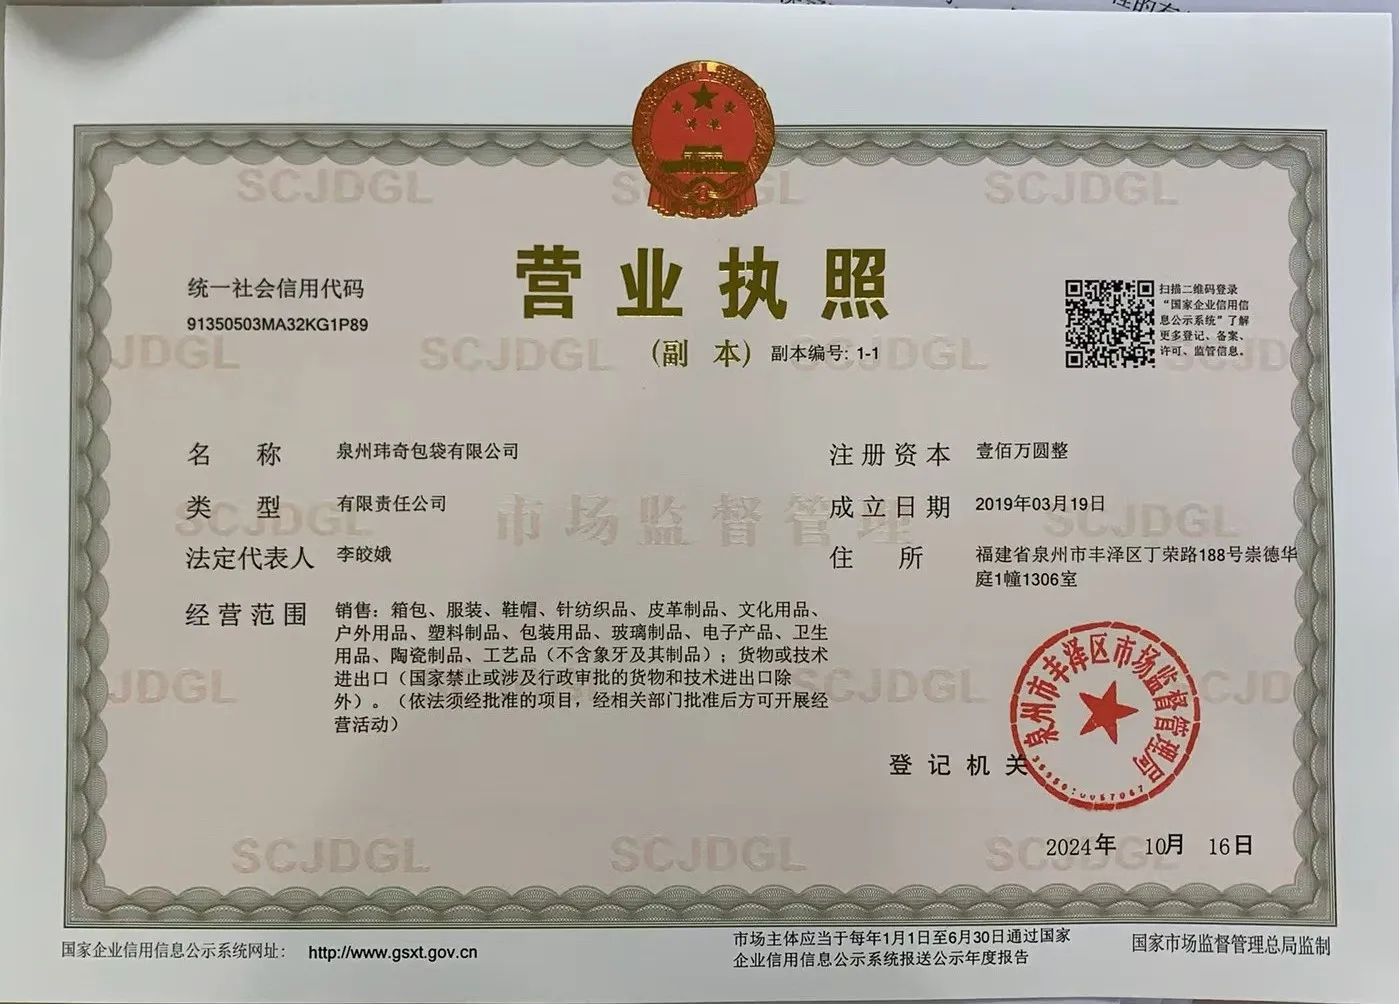 统一社会信用代码
91350503MA32KG1P89
营业执照
(副 本) 副本编号: 1-1
扫描二维码登录
“国家企业信用信
息公示系统”了解
更多登记、备案、
许可、监管信息。
名称 泉州玮奇包袋有限公司
类型 有限责任公司
法定代表人 李皎娥
经营范围 销售：箱包、服装、鞋帽、针纺织品、皮革制品、文化用品、
户外用品、塑料制品、包装用品、玻璃制品、电子产品、卫生
用品、陶瓷制品、工艺品（不含象牙及其制品）；货物或技术
进出口（国家禁止或涉及行政审批的货物和技术进出口除
外）。（依法须经批准的项目，经相关部门批准后方可开展经
营活动）
注册资本 壹佰万圆整
成立日期 2019年03月19日
住所 福建省泉州市丰泽区丁荣路188号崇德华
庭1幢1306室
登记机关
泉州市丰泽区市场监督管理局
2024年 10月 16日
SCJDGL
市场监督管理
国家企业信用信息公示系统网址： http://www.gsxt.gov.cn
市场主体应当于每年1月1日至6月30日通过国家
企业信用信息公示系统报送公示年度报告
国家市场监督管理总局监制